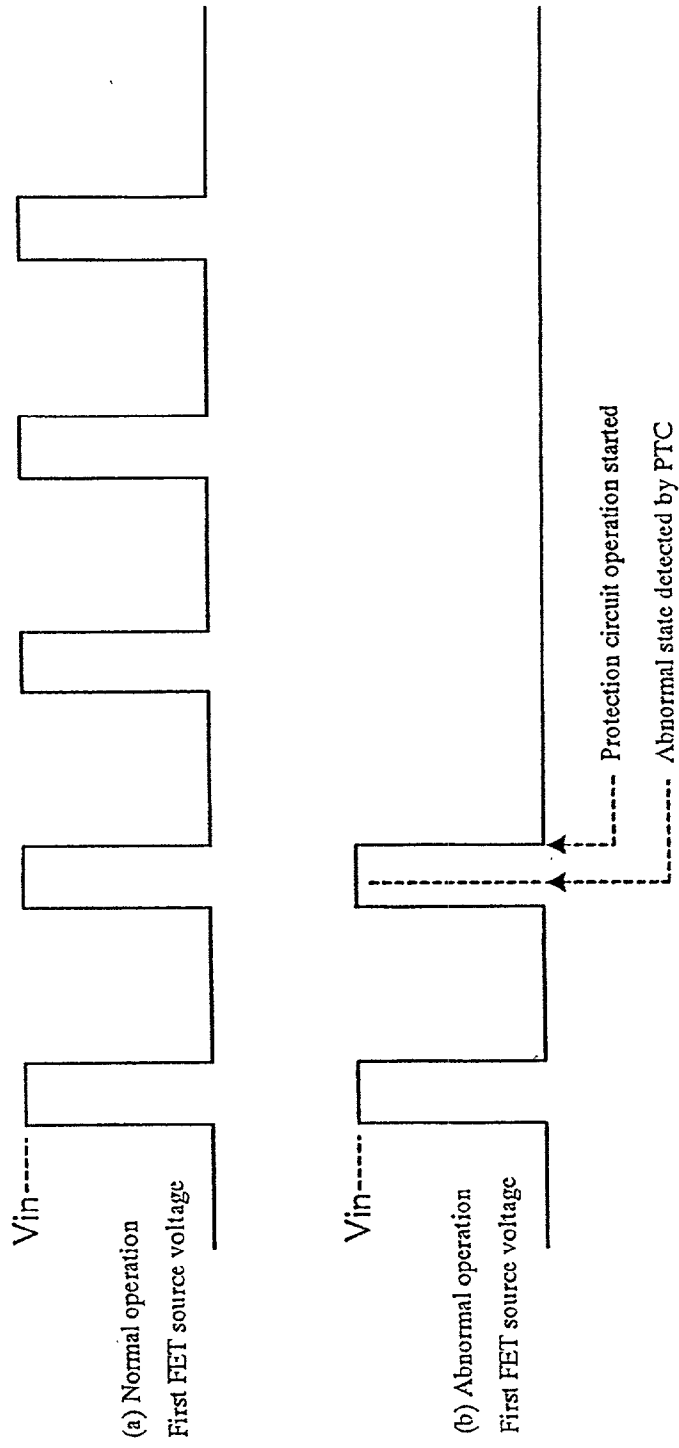 Vin
(a) Normal operation
First FET source voltage
Vin
(b) Abnormal operation
First FET source voltage
Protection circuit operation started
Abnormal state detected by PTC